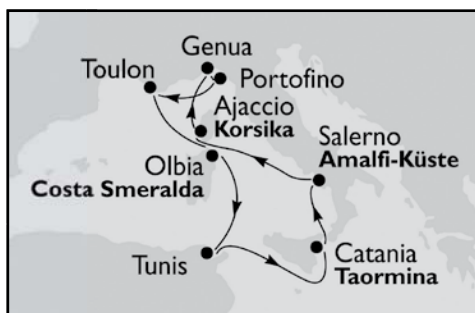 Genua
Toulon
Portofino
Ajaccio
Korsika
Salerno
Amalfi-Küste
Olbia
Costa Smeralda
Tunis
Catania
Taormina